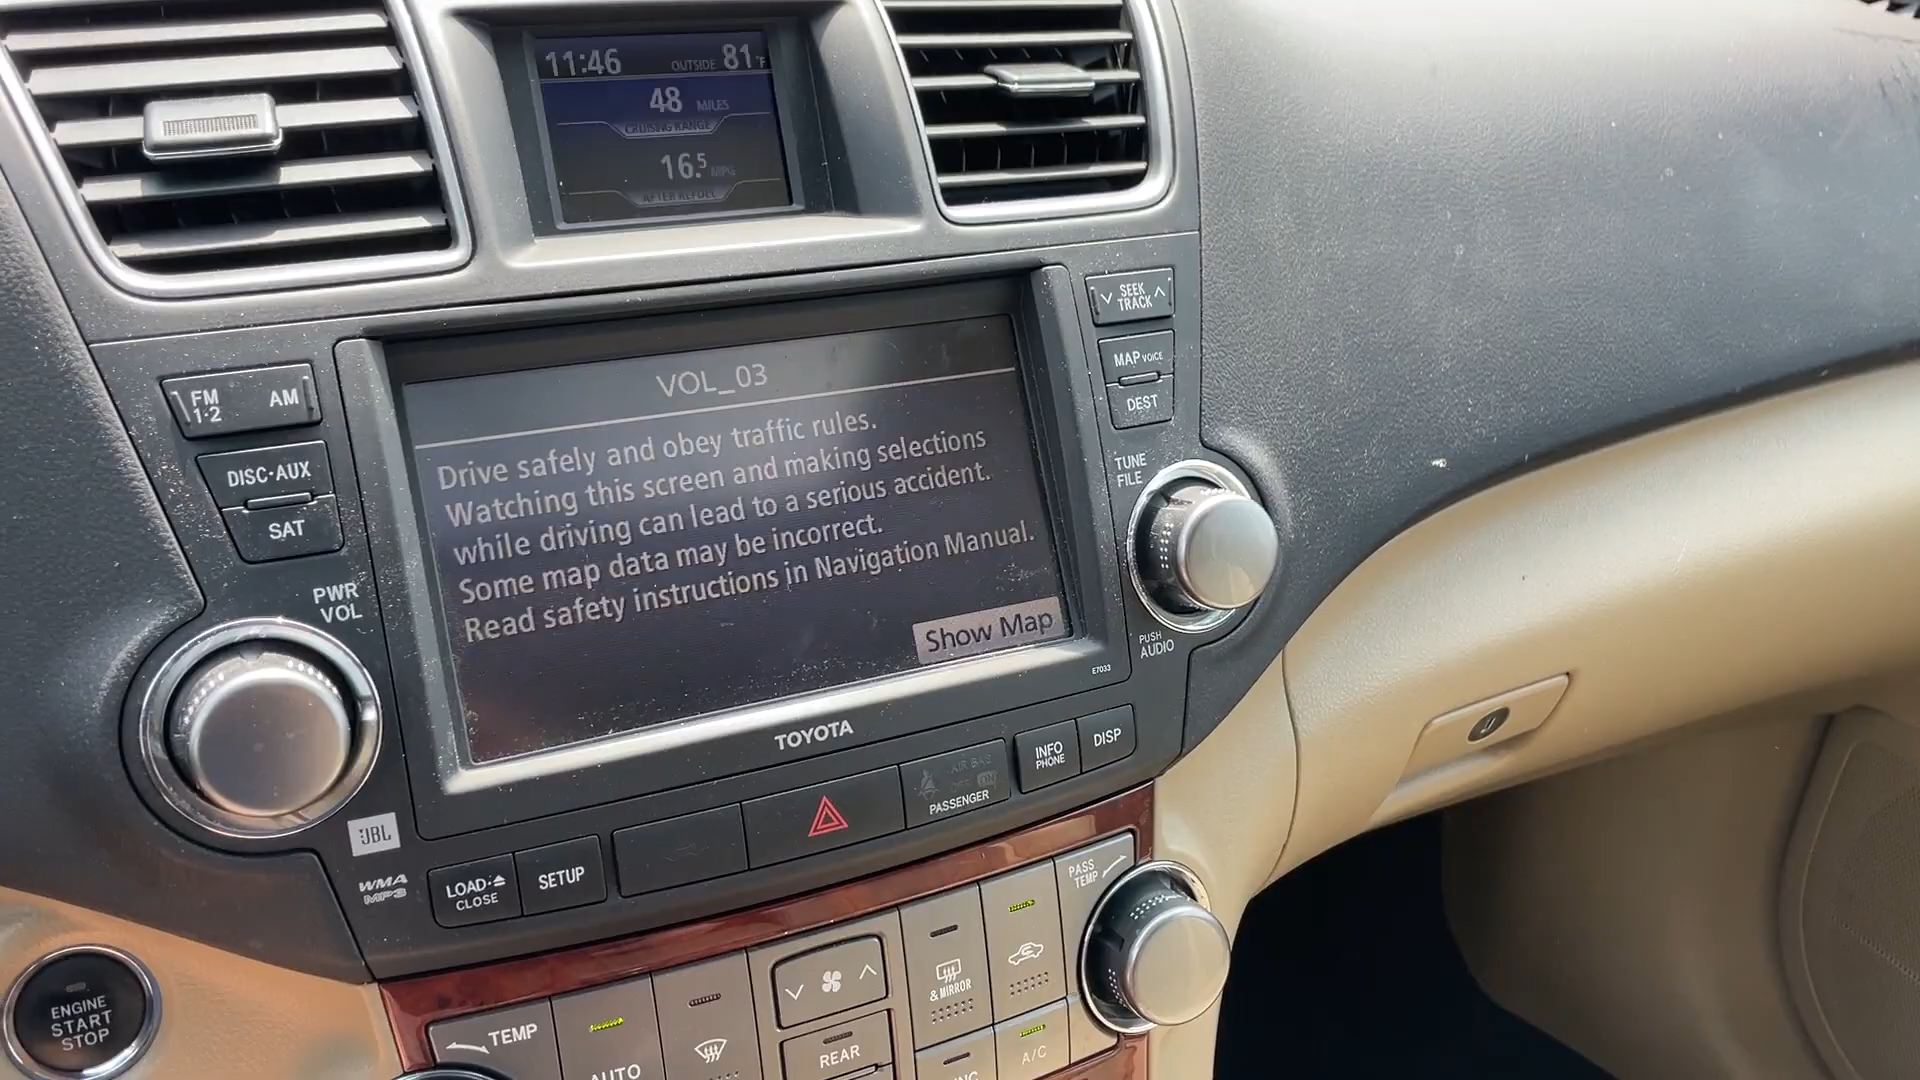 11:46 OUTSIDE 81°F
48 MILES
CRUISING RANGE
16.5 MPG
AFTER REFUEL
SEEK
TRACK
MAP VOICE
DEST
FM
1·2
AM
DISC·AUX
SAT
PWR
VOL
TUNE
FILE
PUSH
AUDIO
VOL_03
Drive safely and obey traffic rules.
Watching this screen and making selections
while driving can lead to a serious accident.
Some map data may be incorrect.
Read safety instructions in Navigation Manual.
Show Map
E7033
TOYOTA
JBL
WMA
MP3
LOAD·
CLOSE
SETUP
AIR BAG
OFF ON
PASSENGER
INFO
PHONE
DISP
PASS
TEMP
& MIRROR
ENGINE
START
STOP
TEMP
AUTO
REAR
A/C